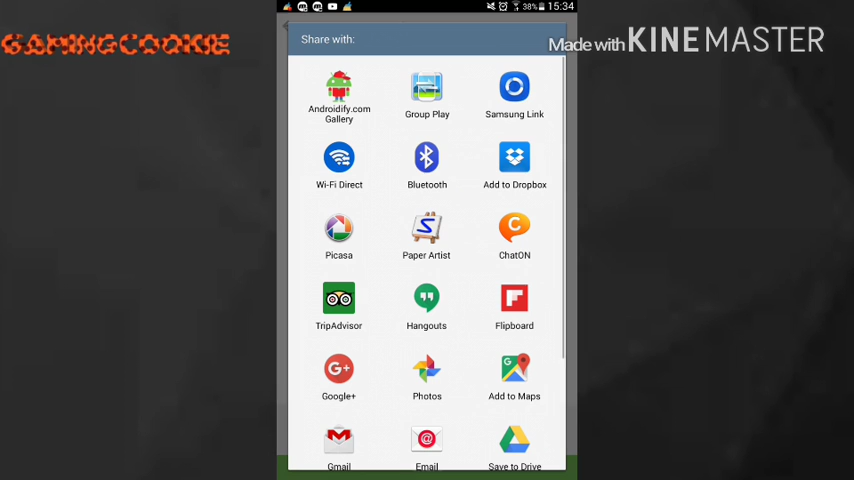 38% 15:34
GAMINGCOOKIE
Made with KINEMASTER
Share with:
Androidify.com
Gallery
Group Play
Samsung Link
Wi-Fi Direct
Bluetooth
Add to Dropbox
Picasa
Paper Artist
ChatON
TripAdvisor
Hangouts
Flipboard
Google+
Photos
Add to Maps
Gmail
Email
Save to Drive